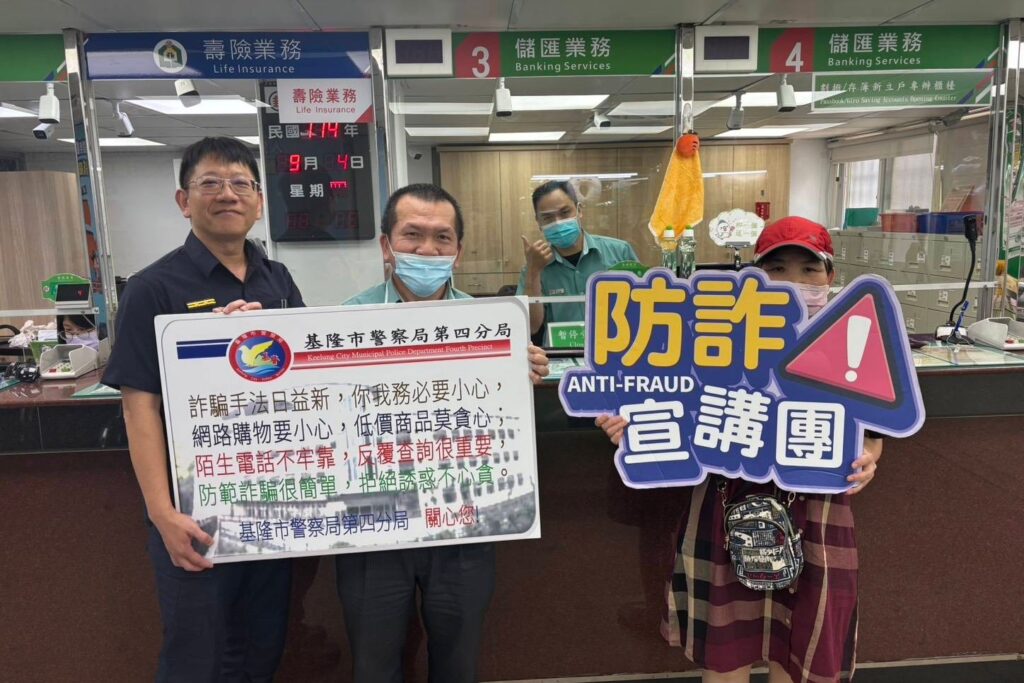 壽險業務
Life Insurance
壽險業務
Life Insurance
民國 114 年
9月 4日
星期
3 儲匯業務
Banking Services
4 儲匯業務
Banking Services
暫停
基隆市警察局第四分局
Keelung City Municipal Police Department Fourth Precinct
詐騙手法日益新，你我務必要小心，
網路購物要小心，低價商品莫貪心；
陌生電話不牢靠，反覆查詢很重要，
防範詐騙很簡單，拒絕誘惑不心貪。
基隆市警察局第四分局 關心您!
防詐
ANTI-FRAUD
宣講團
!